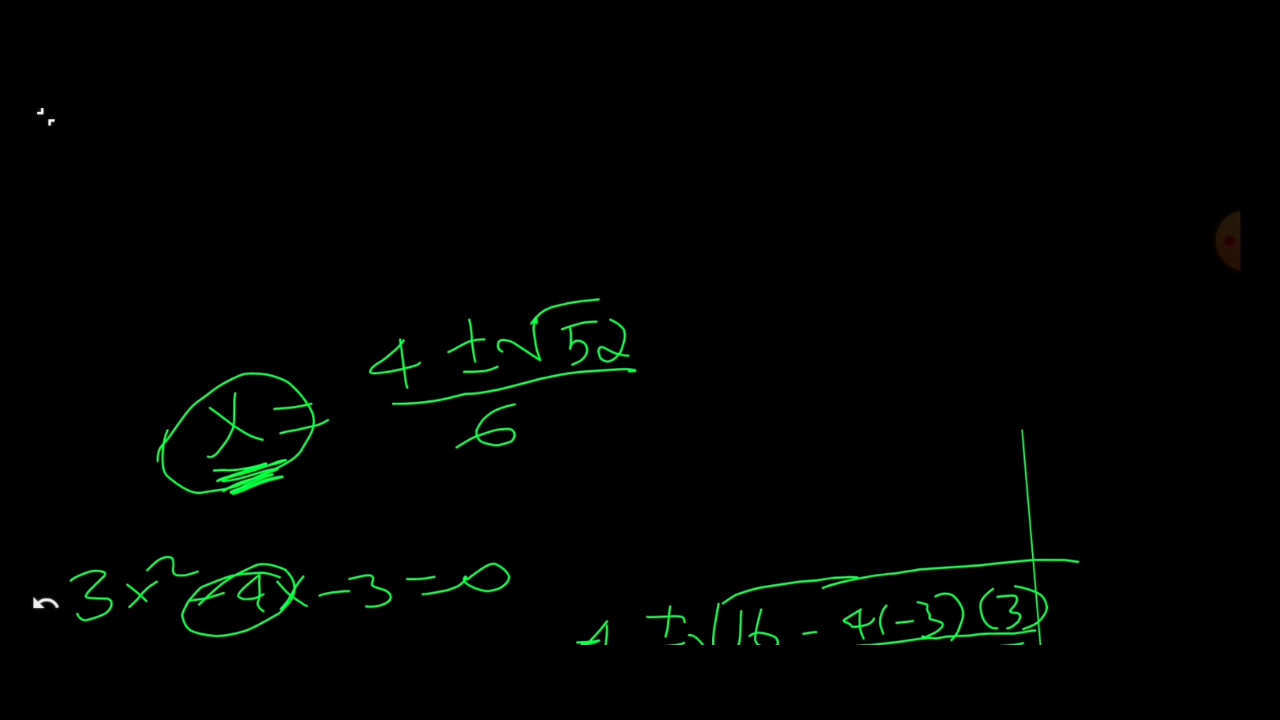 x = (4 ± √52) / 6
3x² - 4x - 3 = 0
4 ± √16 - 4(-3)(3)